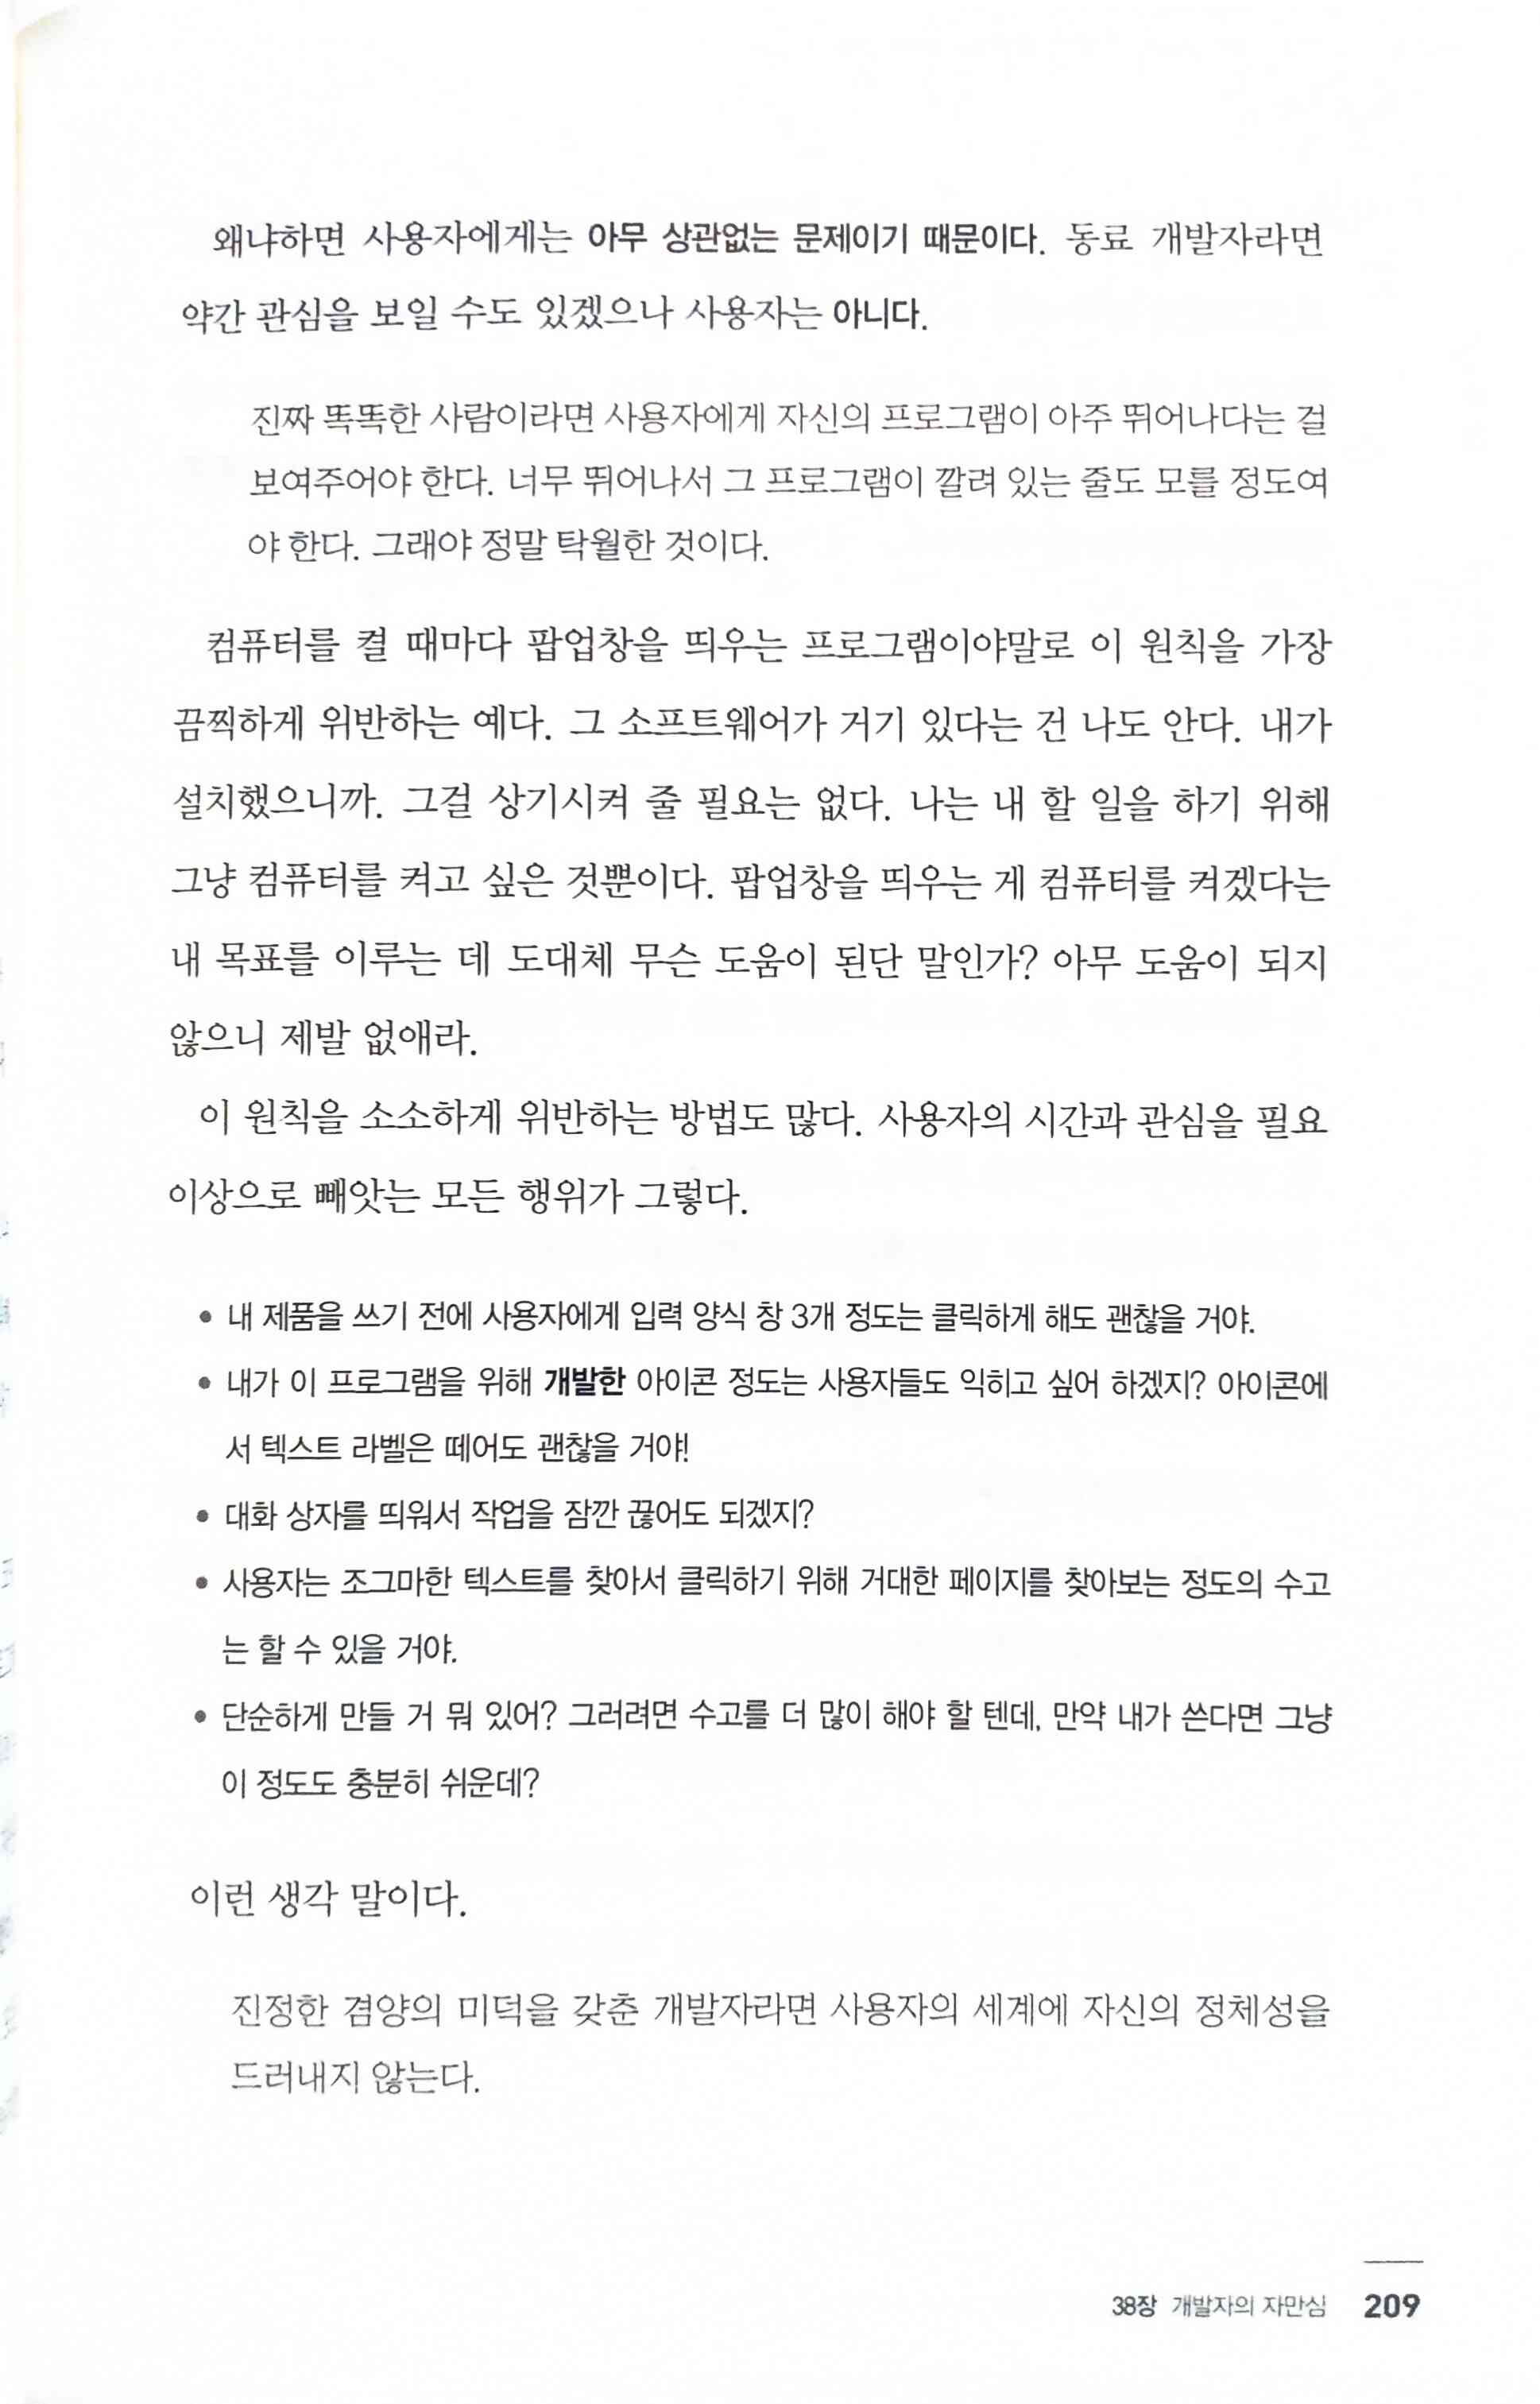 왜냐하면 사용자에게는 아무 상관없는 문제이기 때문이다. 동료 개발자라면
약간 관심을 보일 수도 있겠으나 사용자는 아니다.
진짜 똑똑한 사람이라면 사용자에게 자신의 프로그램이 아주 뛰어나다는 걸
보여주어야 한다. 너무 뛰어나서 그 프로그램이 깔려 있는 줄도 모를 정도여
야 한다. 그래야 정말 탁월한 것이다.
컴퓨터를 켤 때마다 팝업창을 띄우는 프로그램이야말로 이 원칙을 가장
끔찍하게 위반하는 예다. 그 소프트웨어가 거기 있다는 건 나도 안다. 내가
설치했으니까. 그걸 상기시켜 줄 필요는 없다. 나는 내 할 일을 하기 위해
그냥 컴퓨터를 켜고 싶은 것뿐이다. 팝업창을 띄우는 게 컴퓨터를 켜겠다는
내 목표를 이루는 데 도대체 무슨 도움이 된단 말인가? 아무 도움이 되지
않으니 제발 없애라.
이 원칙을 소소하게 위반하는 방법도 많다. 사용자의 시간과 관심을 필요
이상으로 빼앗는 모든 행위가 그렇다.
• 내 제품을 쓰기 전에 사용자에게 입력 양식 창 3개 정도는 클릭하게 해도 괜찮을 거야.
• 내가 이 프로그램을 위해 개발한 아이콘 정도는 사용자들도 익히고 싶어 하겠지? 아이콘에
서 텍스트 라벨은 떼어도 괜찮을 거야!
• 대화 상자를 띄워서 작업을 잠깐 끊어도 되겠지?
• 사용자는 조그마한 텍스트를 찾아서 클릭하기 위해 거대한 페이지를 찾아보는 정도의 수고
는 할 수 있을 거야.
• 단순하게 만들 거 뭐 있어? 그러려면 수고를 더 많이 해야 할 텐데, 만약 내가 쓴다면 그냥
이 정도도 충분히 쉬운데?
이런 생각 말이다.
진정한 겸양의 미덕을 갖춘 개발자라면 사용자의 세계에 자신의 정체성을
드러내지 않는다.
38장 개발자의 자만심 209